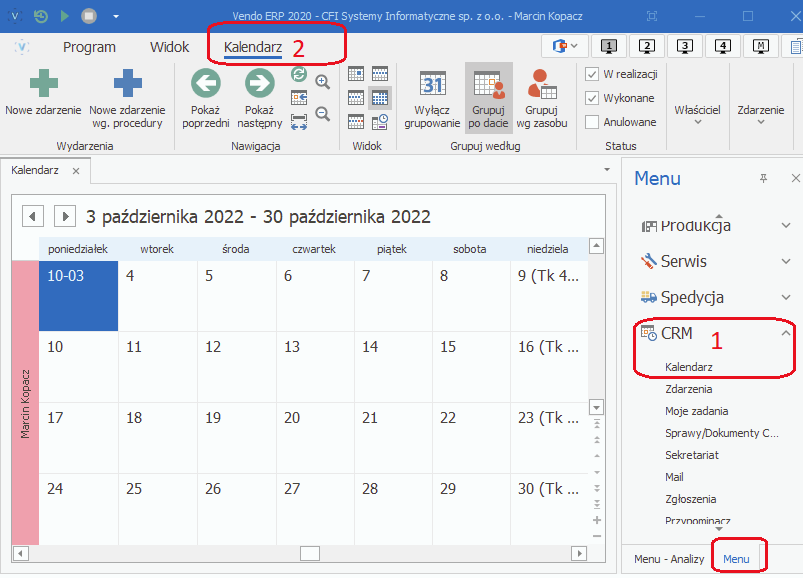 Vendo ERP 2020 - CFI Systemy Informatyczne sp. z o.o. - Marcin Kopacz
Program Widok Kalendarz 2
1 2 3 4 M
Nowe zdarzenie
Nowe zdarzenie
wg. procedury
Wydarzenia
Pokaż
poprzedni
Pokaż
następny
Nawigacja
Widok
31
Wyłącz
grupowanie
Grupuj
po dacie
Grupuj
wg zasobu
Grupuj według
W realizacji
Wykonane
Anulowane
Status
Właściciel
Zdarzenie
Kalendarz
3 października 2022 - 30 października 2022
poniedziałek wtorek środa czwartek piątek sobota niedziela
10-03 4 5 6 7 8 9 (Tk 4...
10 11 12 13 14 15 16 (Tk ...
17 18 19 20 21 22 23 (Tk ...
24 25 26 27 28 29 30 (Tk ...
Marcin Kopacz
Menu
Produkcja
Serwis
Spedycja
CRM 1
Kalendarz
Zdarzenia
Moje zadania
Sprawy/Dokumenty C...
Sekretariat
Mail
Zgłoszenia
Przypominacz
Menu - Analizy Menu